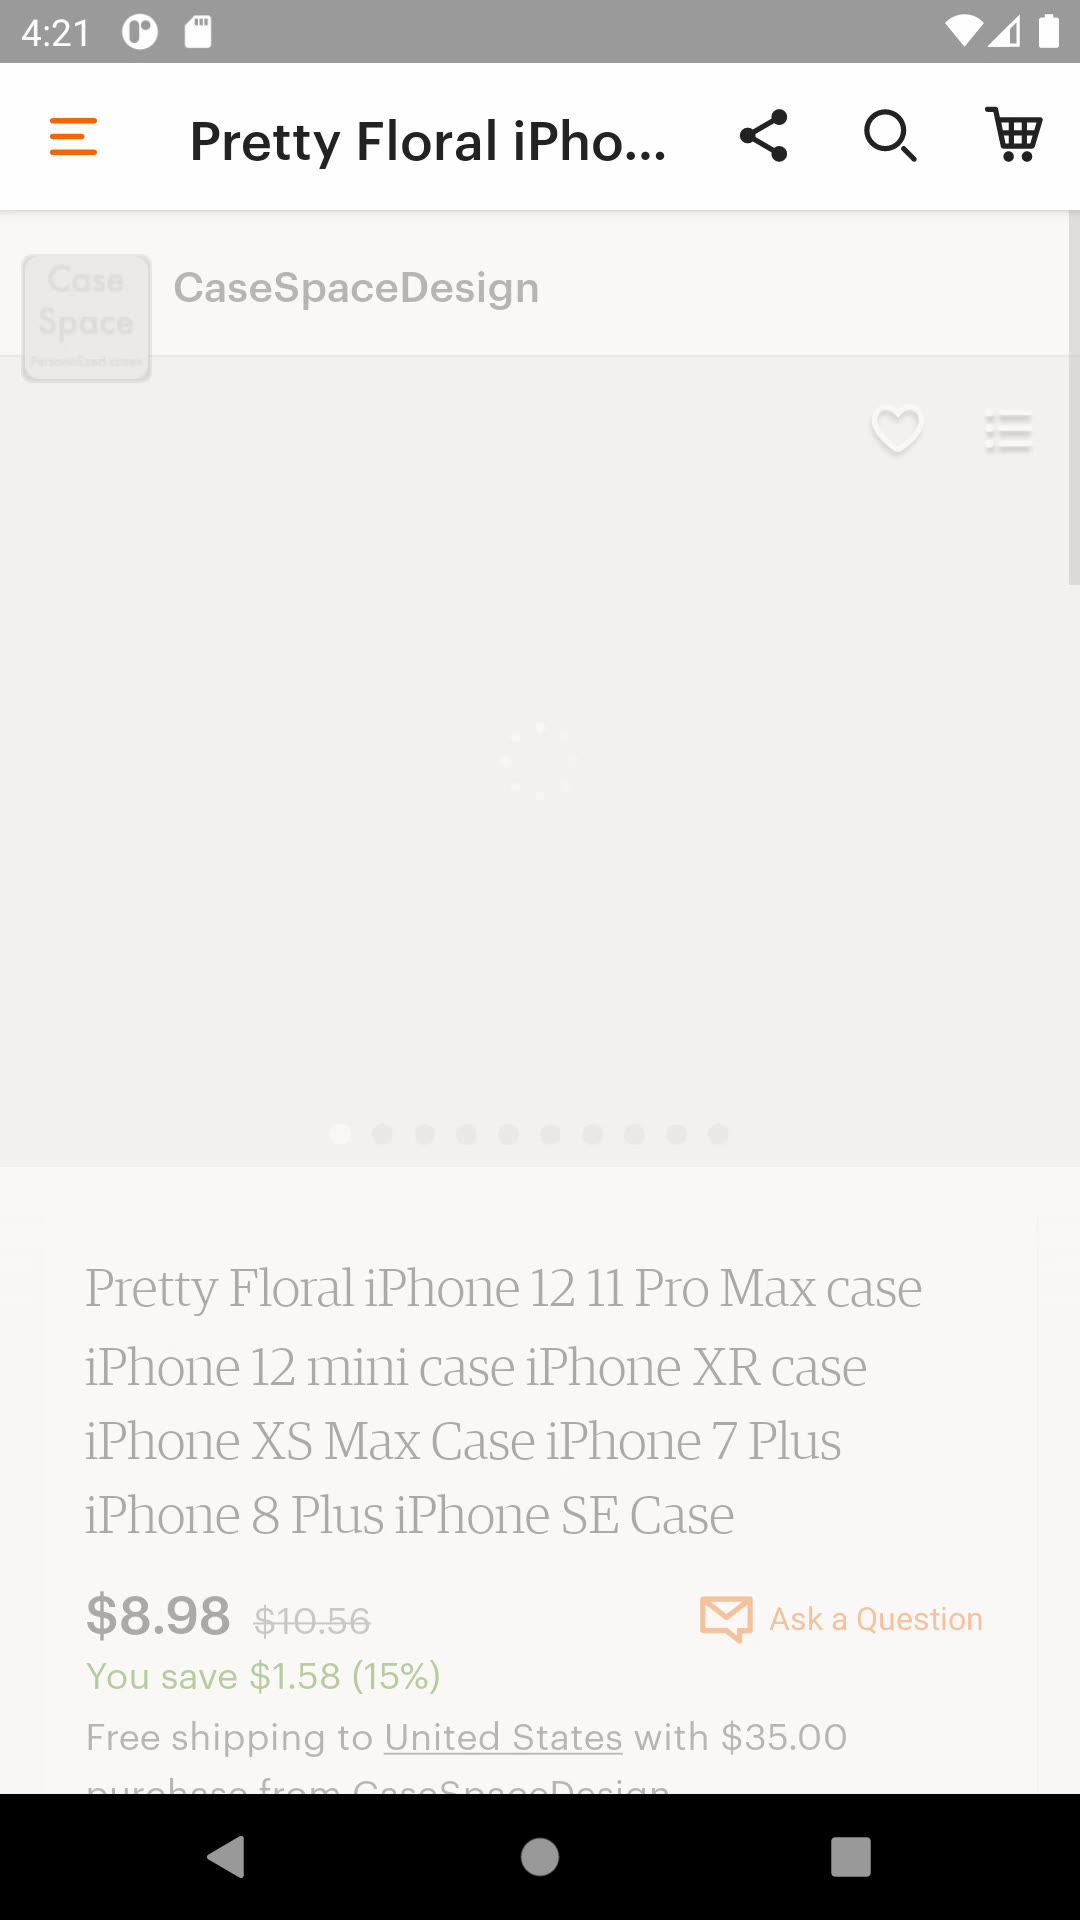 4:21
Pretty Floral iPho...
Case
Space
Personalized cases
CaseSpaceDesign
Pretty Floral iPhone 12 11 Pro Max case
iPhone 12 mini case iPhone XR case
iPhone XS Max Case iPhone 7 Plus
iPhone 8 Plus iPhone SE Case
$8.98 $10.56
Ask a Question
You save $1.58 (15%)
Free shipping to United States with $35.00
purchase from CaseSpaceDesign